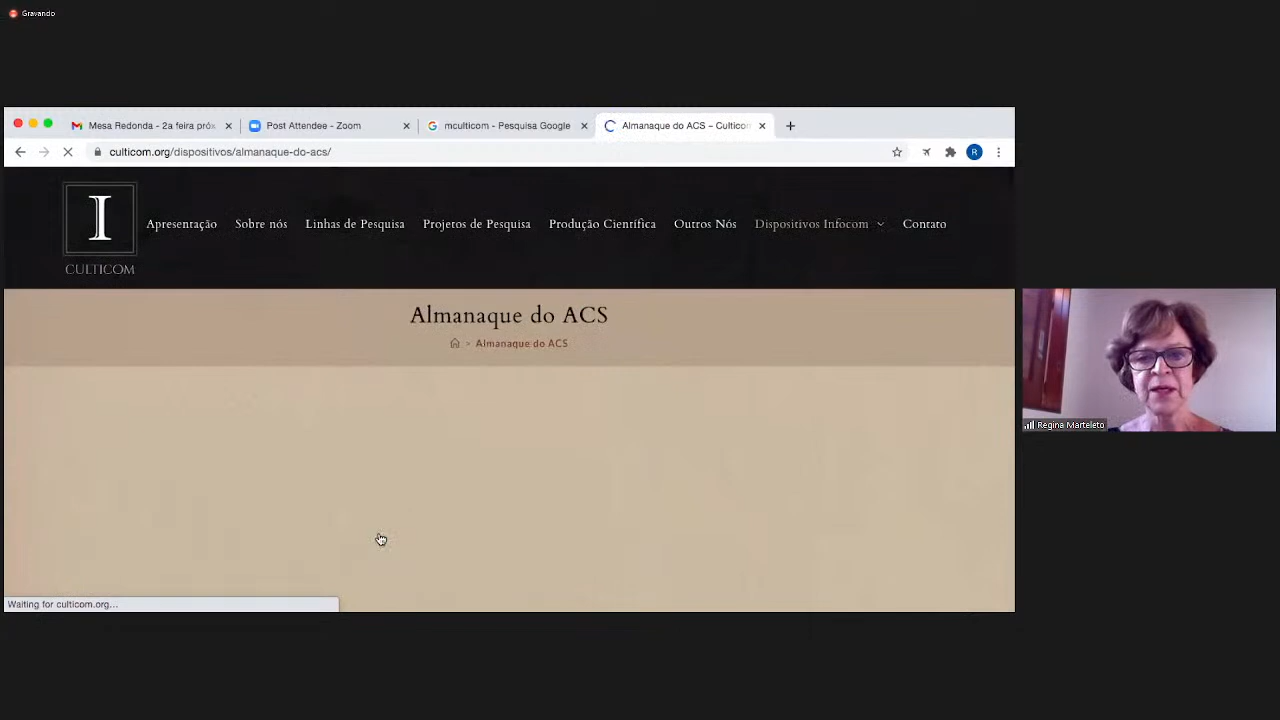 Gravando
Mesa Redonda - 2a feira próx
Post Attendee - Zoom
mculticom - Pesquisa Google
Almanaque do ACS – Culticom
culticom.org/dispositivos/almanaque-do-acs/
R
I
CULTICOM
Apresentação
Sobre nós
Linhas de Pesquisa
Projetos de Pesquisa
Produção Científica
Outros Nós
Dispositivos Infocom
Contato
Almanaque do ACS
> Almanaque do ACS
Regina Marteleto
Waiting for culticom.org...